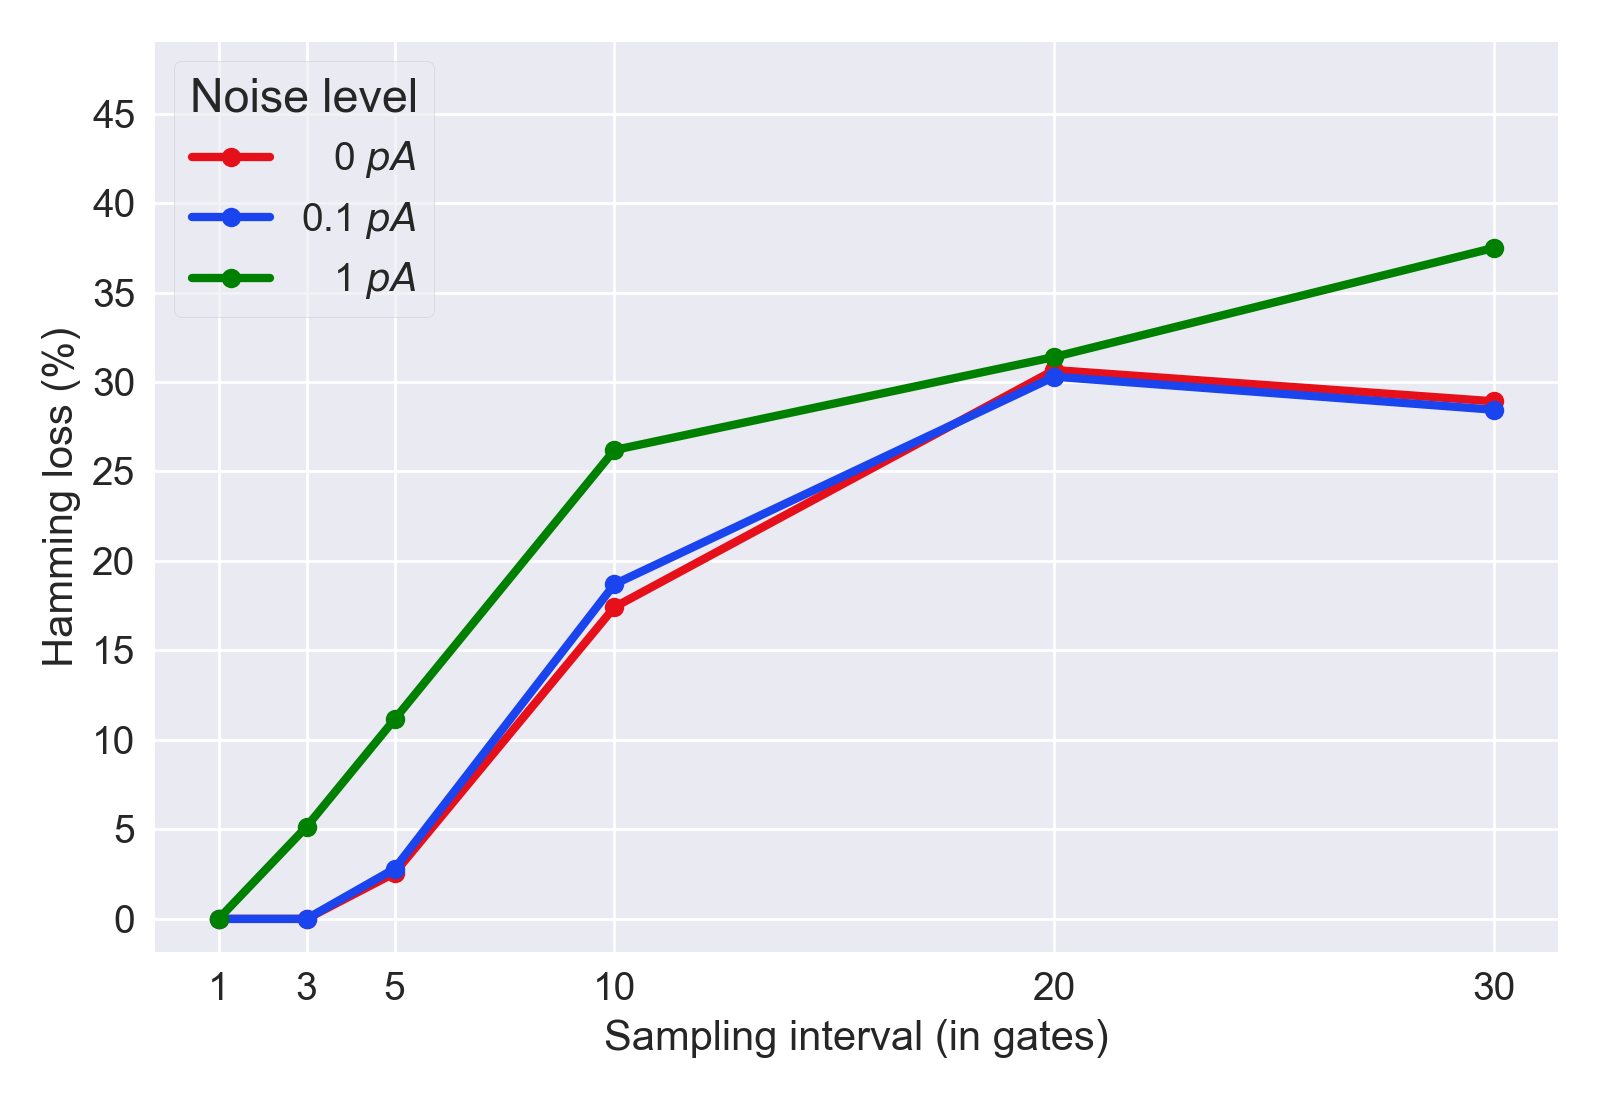 Noise level
0 pA
0.1 pA
1 pA
45
40
35
30
25
20
15
10
5
0
Hamming loss (%)
1 3 5 10 20 30
Sampling interval (in gates)